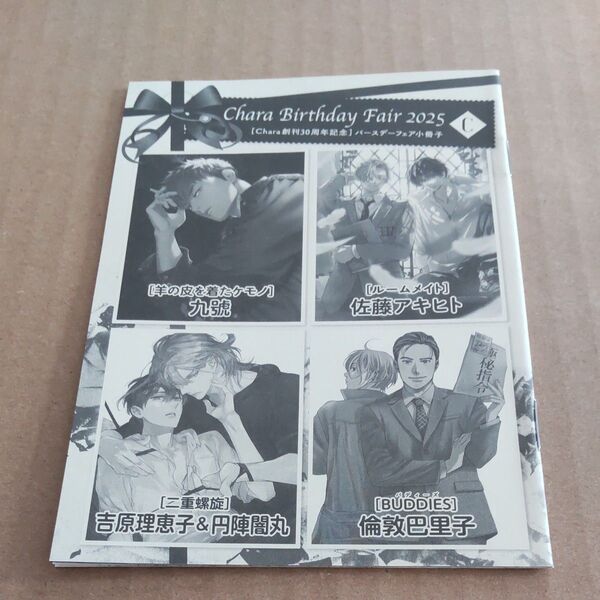 Chara Birthday Fair 2025
[Chara創刊30周年記念] バースデーフェア小冊子
C
[羊の皮を着たケモノ]
九號
[ルームメイト]
佐藤アキヒト
[二重螺旋]
吉原理恵子&円陣闇丸
秘指令
バディーズ
[BUDDIES]
倫敦巴里子